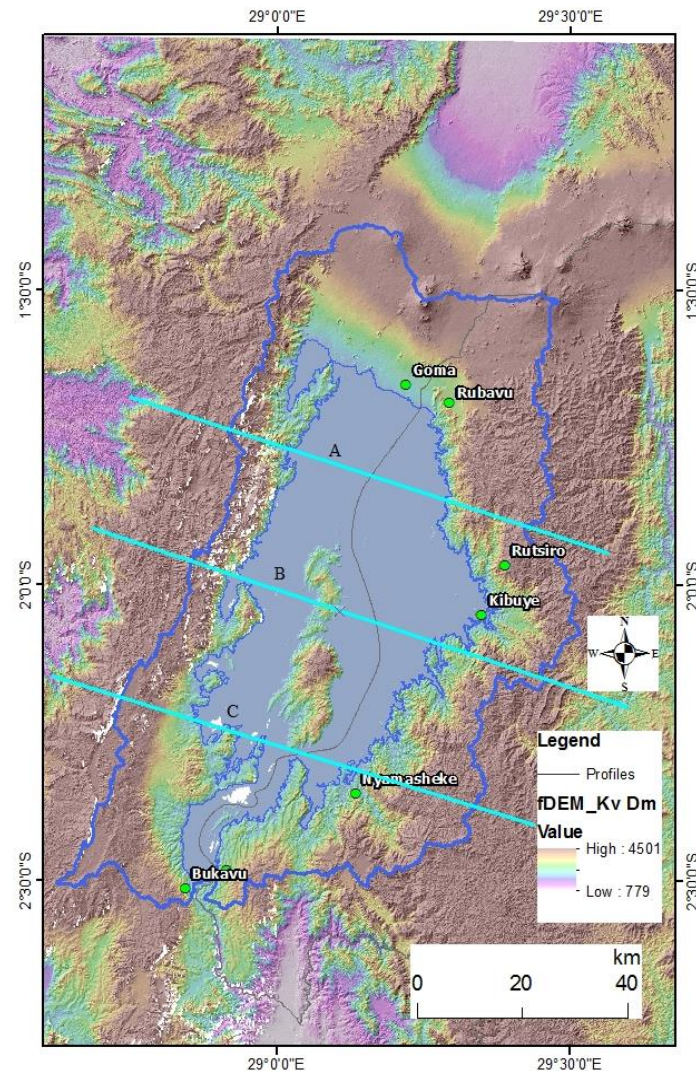 29°0'0"E
29°30'0"E
1°30'0"S
1°30'0"S
Goma
Rubavu
A
Rutsiro
B
2°0'0"S
2°0'0"S
Kibuye
N
W
E
S
C
Legend
Profiles
fDEM_Kv Dm
Value
High : 4501
Low : 779
Nyamasheke
Bukavu
2°30'0"S
2°30'0"S
km
0
20
40
29°0'0"E
29°30'0"E